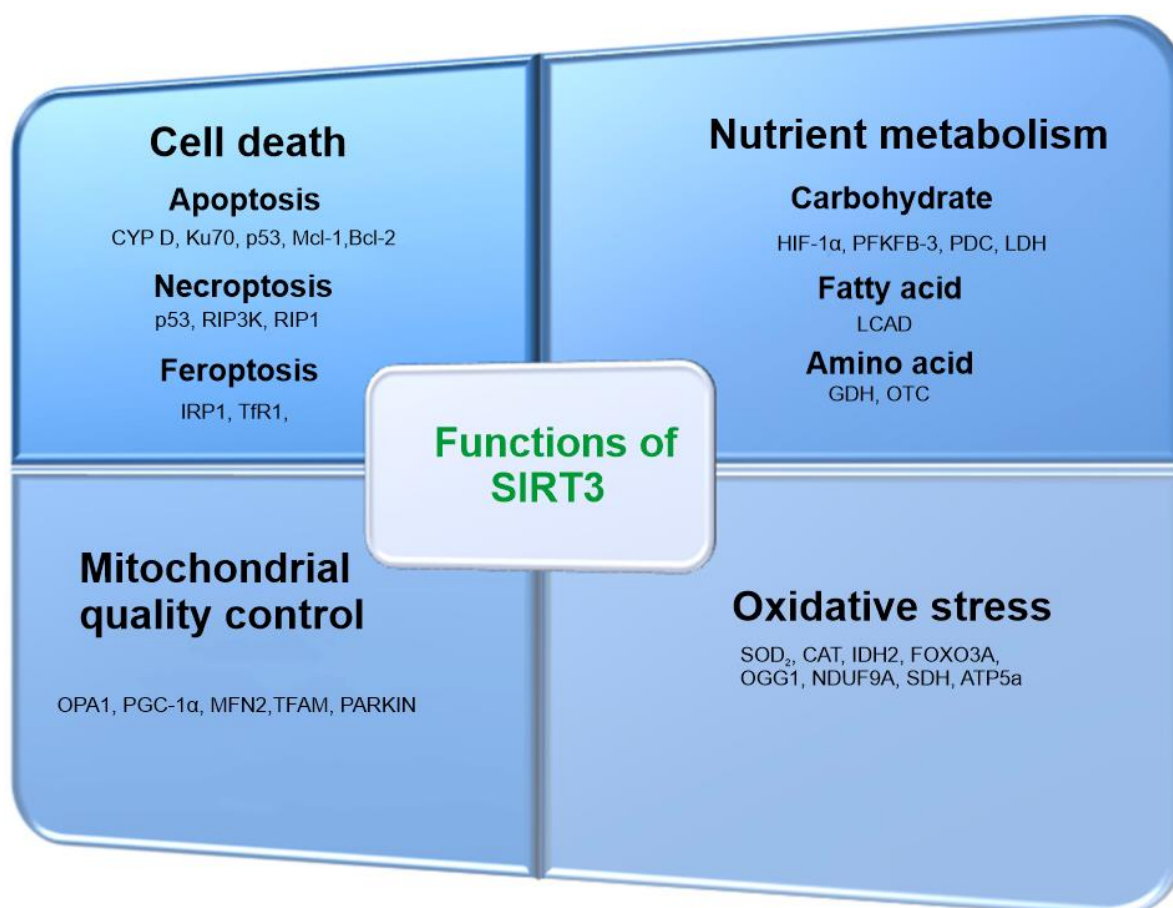 Cell death
Apoptosis
CYP D, Ku70, p53, Mcl-1,Bcl-2
Necroptosis
p53, RIP3K, RIP1
Feroptosis
IRP1, TfR1,
Nutrient metabolism
Carbohydrate
HIF-1α, PFKFB-3, PDC, LDH
Fatty acid
LCAD
Amino acid
GDH, OTC
Functions of
SIRT3
Mitochondrial
quality control
OPA1, PGC-1α, MFN2,TFAM, PARKIN
Oxidative stress
SOD₂, CAT, IDH2, FOXO3A,
OGG1, NDUF9A, SDH, ATP5a